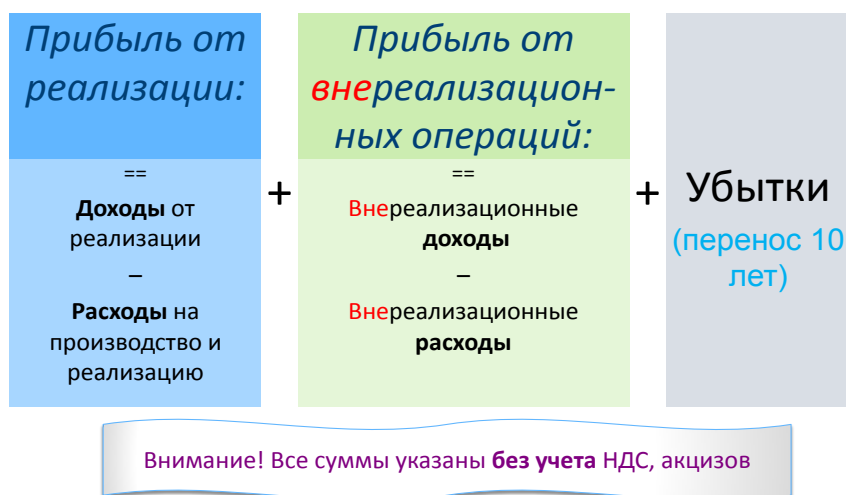 Прибыль от
реализации:
==
Доходы от
реализации
–
Расходы на
производство и
реализацию
+
Прибыль от
внереализацион-
ных операций:
==
Внереализационные
доходы
–
Внереализационные
расходы
+
Убытки
(перенос 10
лет)
Внимание! Все суммы указаны без учета НДС, акцизов